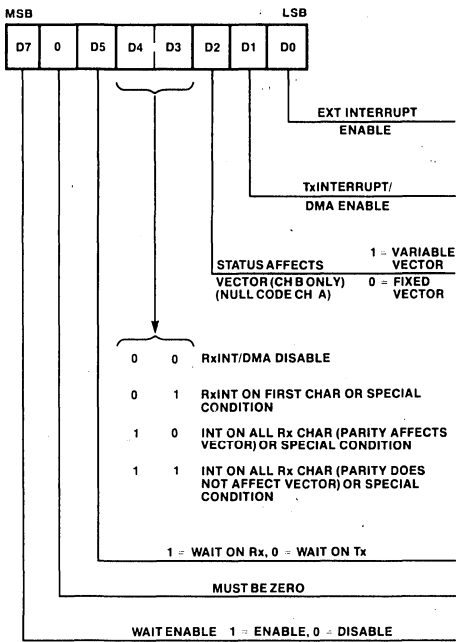 MSB LSB
D7 0 D5 D4 D3 D2 D1 D0
EXT INTERRUPT
ENABLE
TxINTERRUPT/
DMA ENABLE
STATUS AFFECTS
VECTOR (CH B ONLY)
(NULL CODE CH A)
1 = VARIABLE
VECTOR
0 = FIXED
VECTOR
0 0 RxINT/DMA DISABLE
0 1 RxINT ON FIRST CHAR OR SPECIAL
CONDITION
1 0 INT ON ALL Rx CHAR (PARITY AFFECTS
VECTOR) OR SPECIAL CONDITION
1 1 INT ON ALL Rx CHAR (PARITY DOES
NOT AFFECT VECTOR) OR SPECIAL
CONDITION
1 = WAIT ON Rx, 0 = WAIT ON Tx
MUST BE ZERO
WAIT ENABLE 1 = ENABLE, 0 = DISABLE